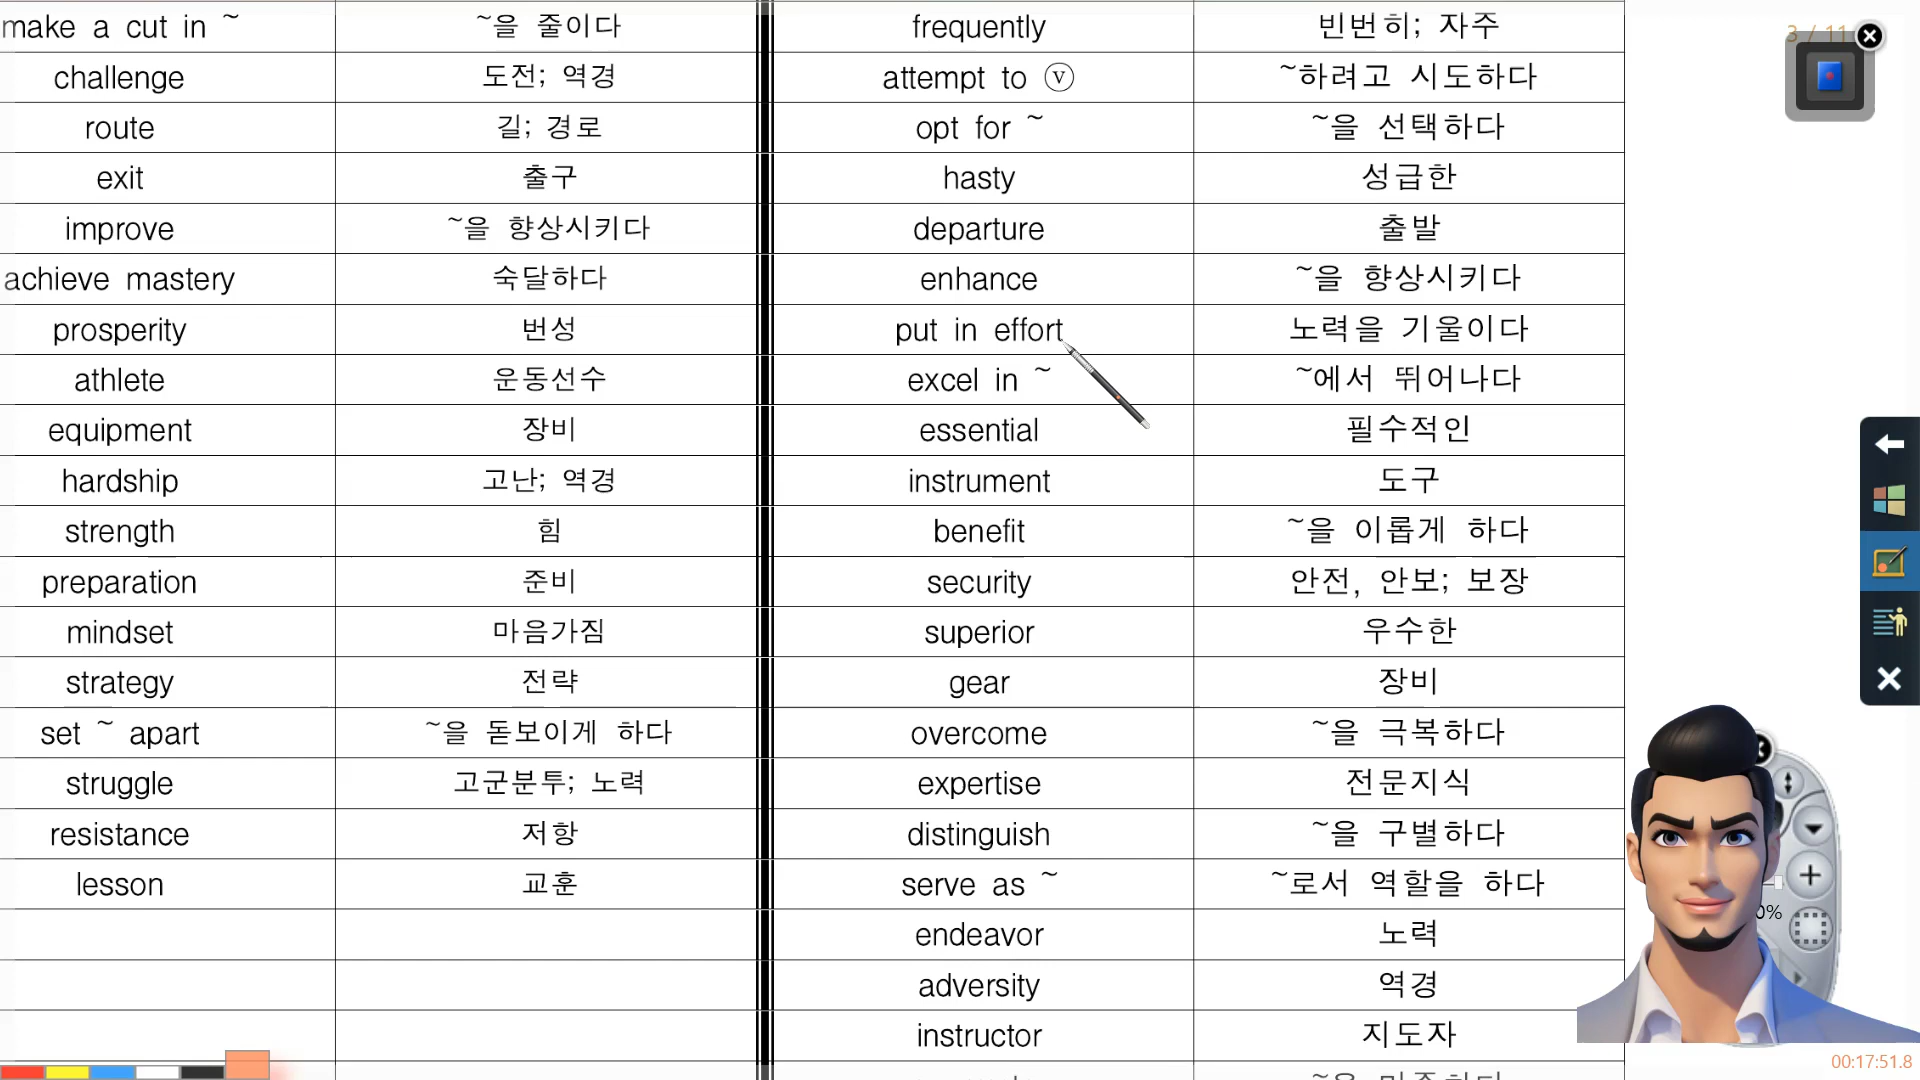 make a cut in ~ ~을 줄이다 frequently 빈번히; 자주
challenge 도전; 역경 attempt to ⓥ ~하려고 시도하다
route 길; 경로 opt for ~ ~을 선택하다
exit 출구 hasty 성급한
improve ~을 향상시키다 departure 출발
achieve mastery 숙달하다 enhance ~을 향상시키다
prosperity 번성 put in effort 노력을 기울이다
athlete 운동선수 excel in ~ ~에서 뛰어나다
equipment 장비 essential 필수적인
hardship 고난; 역경 instrument 도구
strength 힘 benefit ~을 이롭게 하다
preparation 준비 security 안전, 안보; 보장
mindset 마음가짐 superior 우수한
strategy 전략 gear 장비
set ~ apart ~을 돋보이게 하다 overcome ~을 극복하다
struggle 고군분투; 노력 expertise 전문지식
resistance 저항 distinguish ~을 구별하다
lesson 교훈 serve as ~ ~로서 역할을 하다
endeavor 노력
adversity 역경
instructor 지도자
3 / 11
0%
00:17:51.8